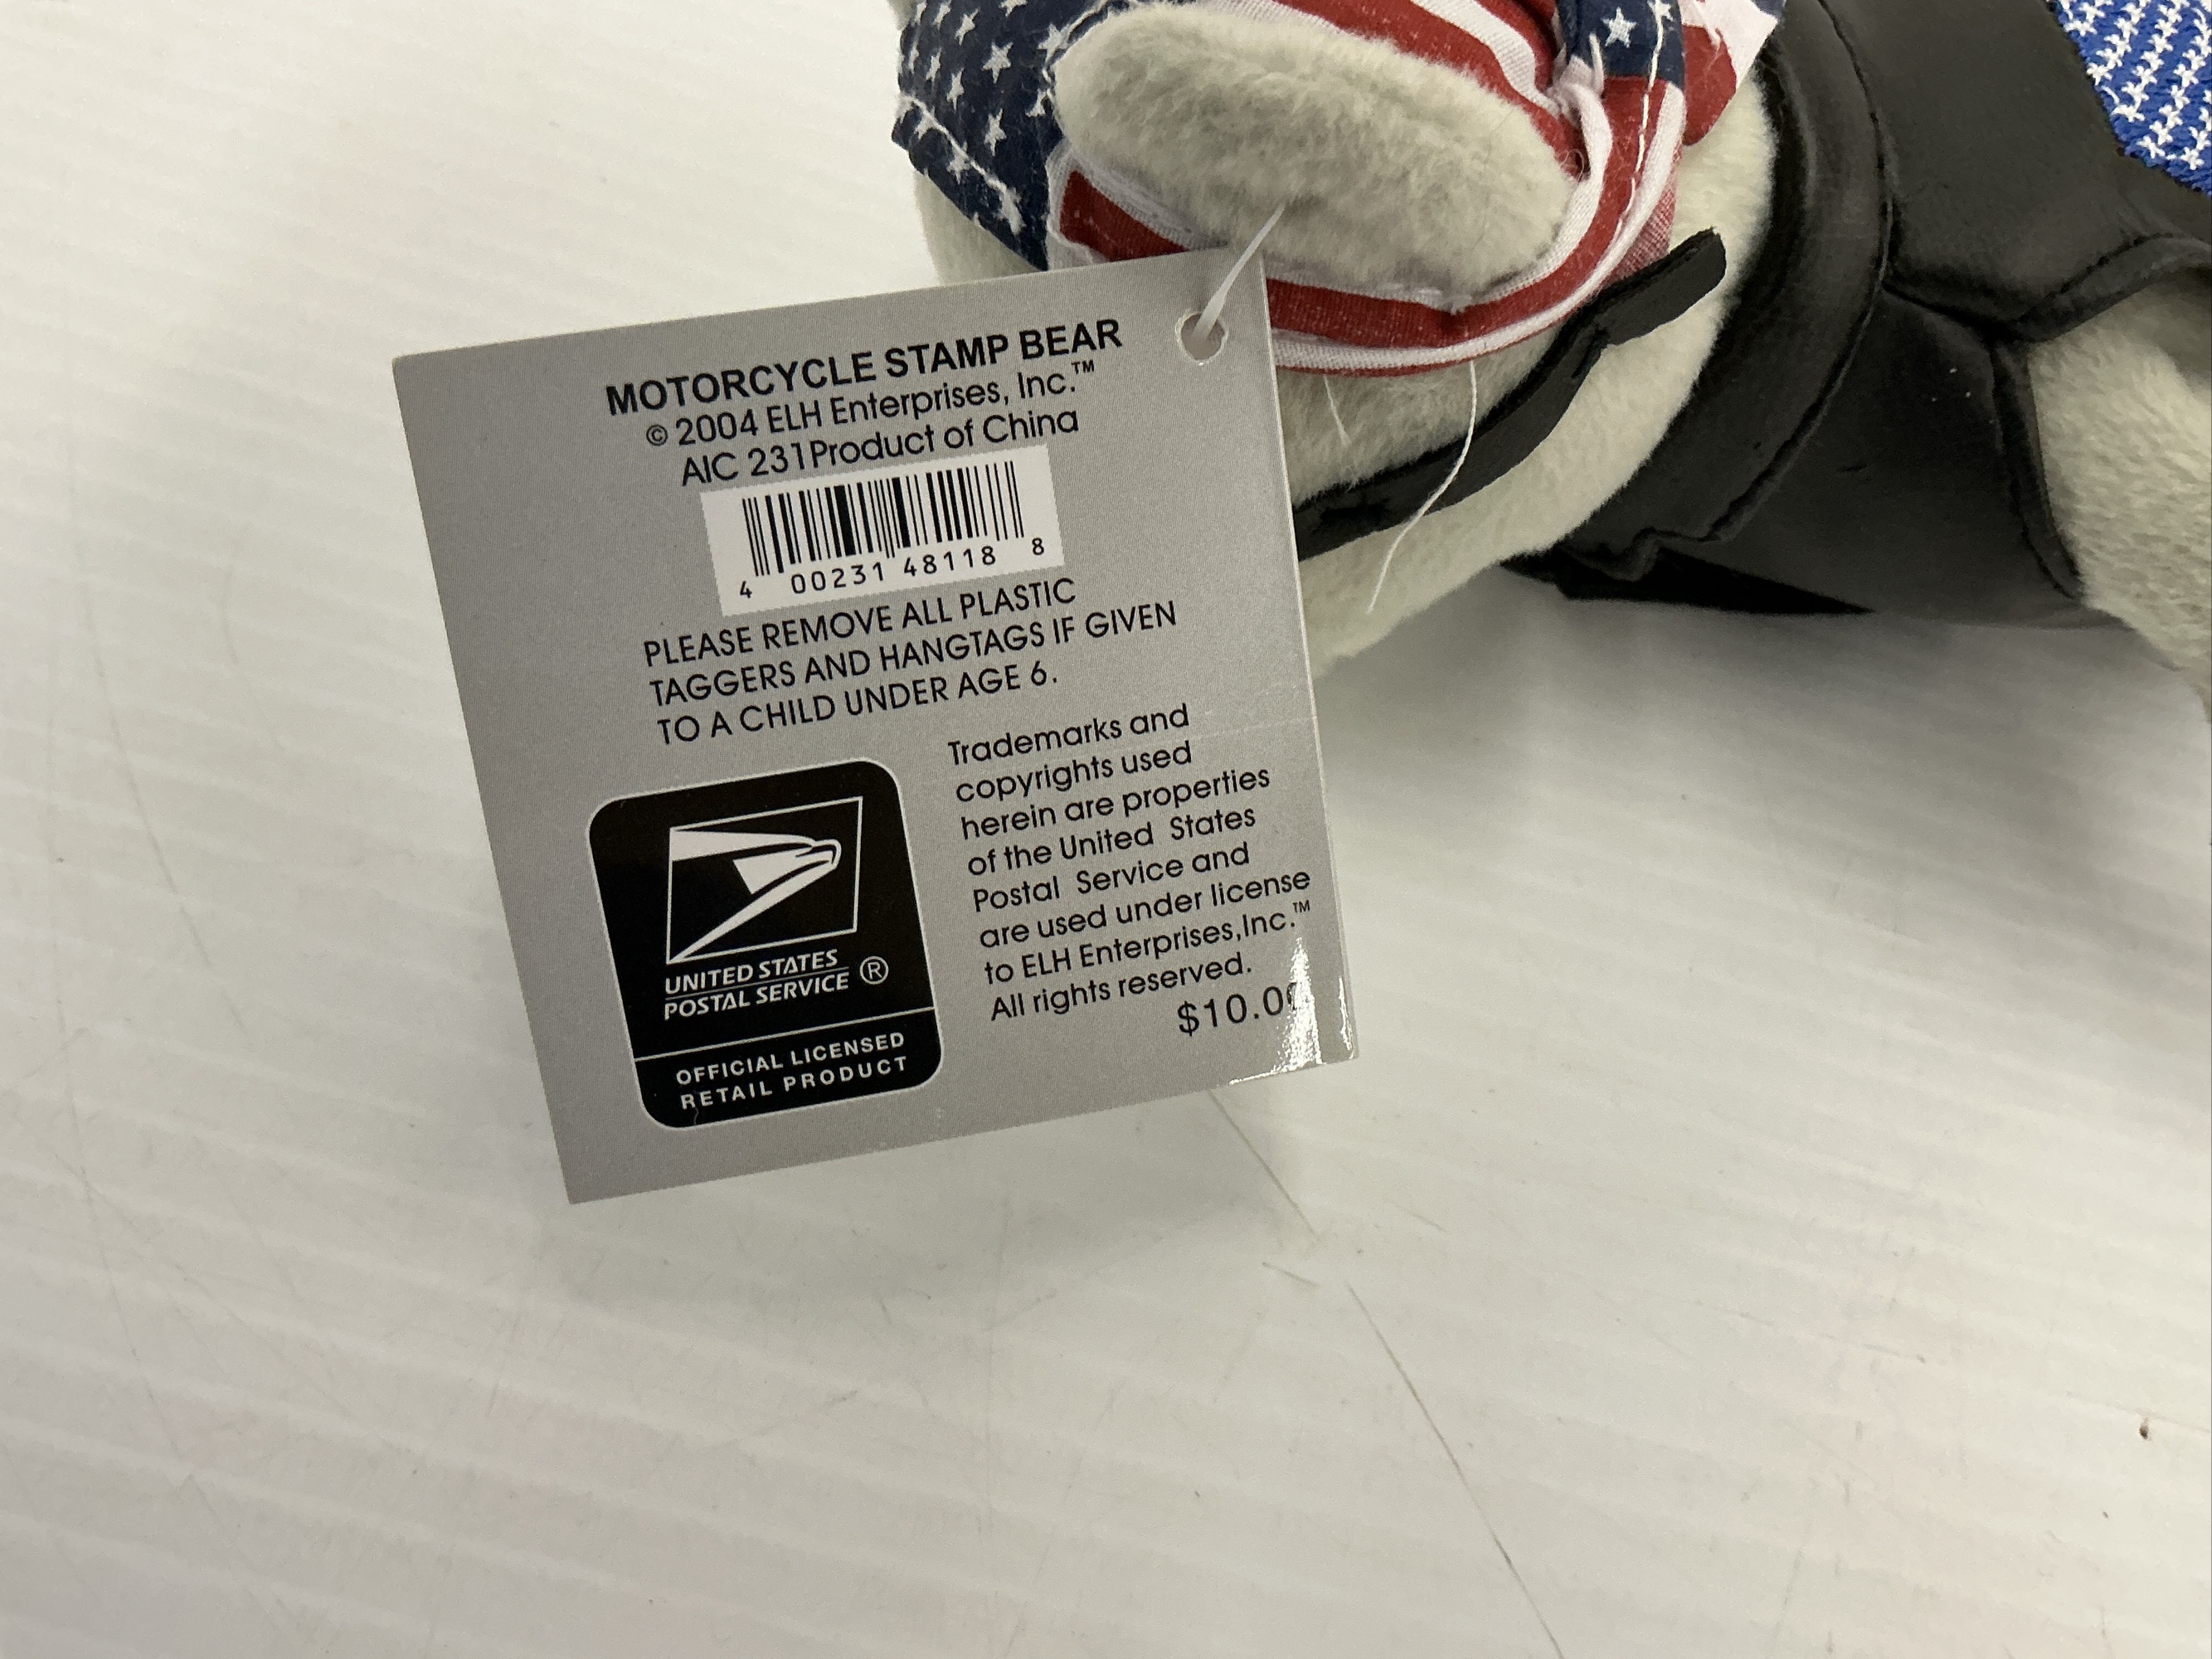 MOTORCYCLE STAMP BEAR
© 2004 ELH Enterprises, Inc.™
AIC 231Product of China
4 00231 48118 8
PLEASE REMOVE ALL PLASTIC
TAGGERS AND HANGTAGS IF GIVEN
TO A CHILD UNDER AGE 6.
UNITED STATES
POSTAL SERVICE ®
OFFICIAL LICENSED
RETAIL PRODUCT
Trademarks and
copyrights used
herein are properties
of the United States
Postal Service and
are used under license
to ELH Enterprises,Inc.™
All rights reserved.
$10.00